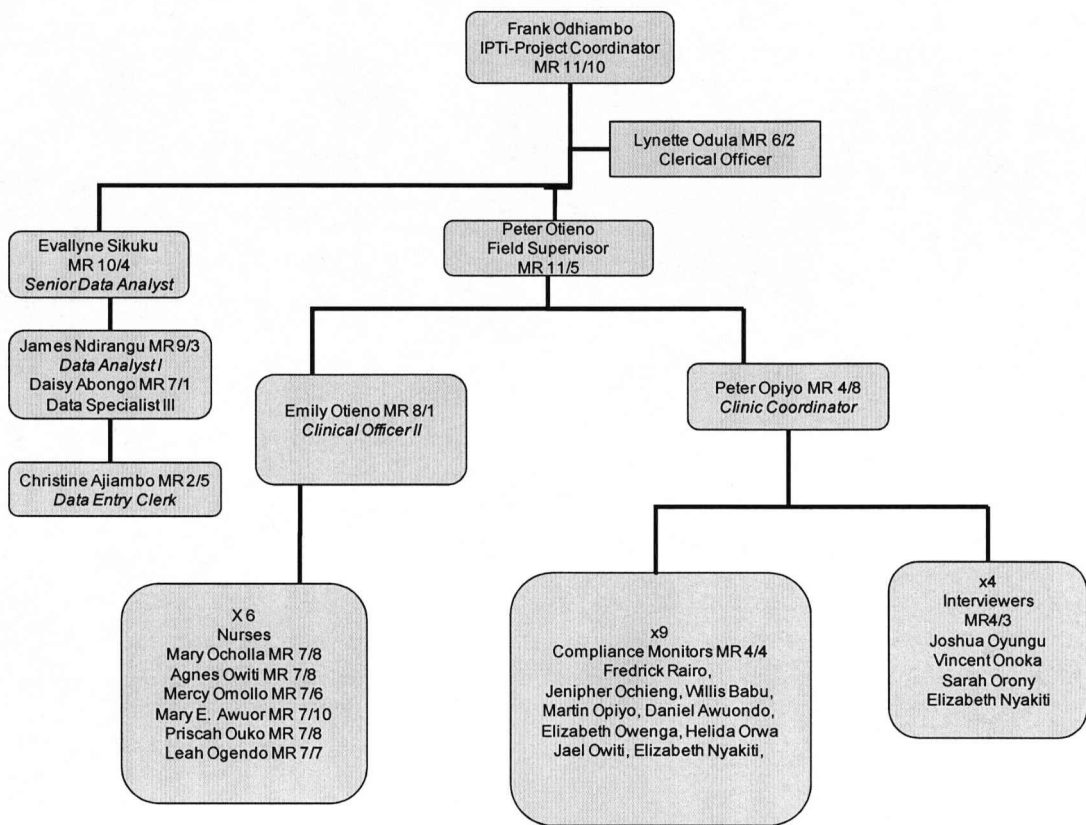 Frank Odhiambo
IPTi-Project Coordinator
MR 11/10
Lynette Odula MR 6/2
Clerical Officer
Evallyne Sikuku
MR 10/4
Senior Data Analyst
Peter Otieno
Field Supervisor
MR 11/5
James Ndirangu MR 9/3
Data Analyst I
Daisy Abongo MR 7/1
Data Specialist III
Emily Otieno MR 8/1
Clinical Officer II
Peter Opiyo MR 4/8
Clinic Coordinator
Christine Ajiambo MR 2/5
Data Entry Clerk
X 6
Nurses
Mary Ocholla MR 7/8
Agnes Owiti MR 7/8
Mercy Omollo MR 7/6
Mary E. Awuor MR 7/10
Priscah Ouko MR 7/8
Leah Ogendo MR 7/7
x9
Compliance Monitors MR 4/4
Fredrick Rairo,
Jenipher Ochieng, Willis Babu,
Martin Opiyo, Daniel Awuondo,
Elizabeth Owenga, Helida Orwa
Jael Owiti, Elizabeth Nyakiti,
x4
Interviewers
MR4/3
Joshua Oyungu
Vincent Onoka
Sarah Orony
Elizabeth Nyakiti